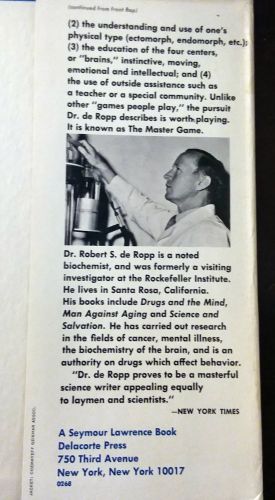 (continued from front flap)
(2) the understanding and use of one's
physical type (ectomorph, endomorph, etc.);
(3) the education of the four centers,
or "brains," instinctive, moving,
emotional and intellectual; and (4)
the use of outside assistance such as
a teacher or a special community. Unlike
other "games people play," the pursuit
Dr. de Ropp describes is worth playing.
It is known as The Master Game.
Dr. Robert S. de Ropp is a noted
biochemist, and was formerly a visiting
investigator at the Rockefeller Institute.
He lives in Santa Rosa, California.
His books include Drugs and the Mind,
Man Against Aging and Science and
Salvation. He has carried out research
in the fields of cancer, mental illness,
the biochemistry of the brain, and is an
authority on drugs which affect behavior.
"Dr. de Ropp proves to be a masterful
science writer appealing equally
to laymen and scientists."
—NEW YORK TIMES
A Seymour Lawrence Book
Delacorte Press
750 Third Avenue
New York, New York 10017
0268
JACKET: CHERMAYEFF GEISMAR